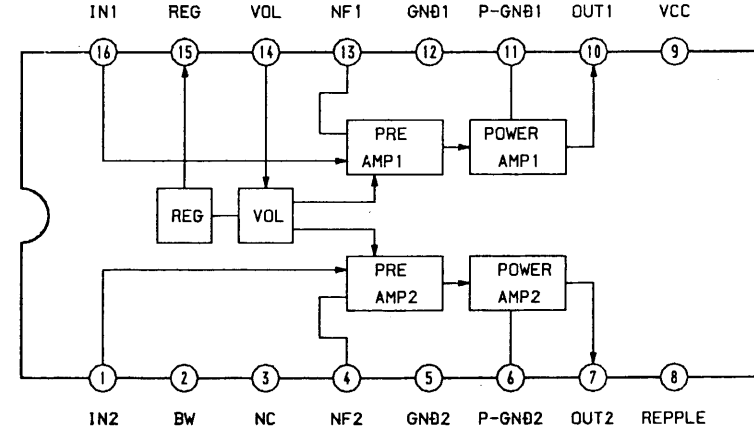 IN1 REG VOL NF1 GND1 P-GND1 OUT1 VCC
16 15 14 13 12 11 10 9
PRE AMP1
POWER AMP1
REG
VOL
PRE AMP2
POWER AMP2
1 2 3 4 5 6 7 8
IN2 BW NC NF2 GND2 P-GND2 OUT2 REPPLE